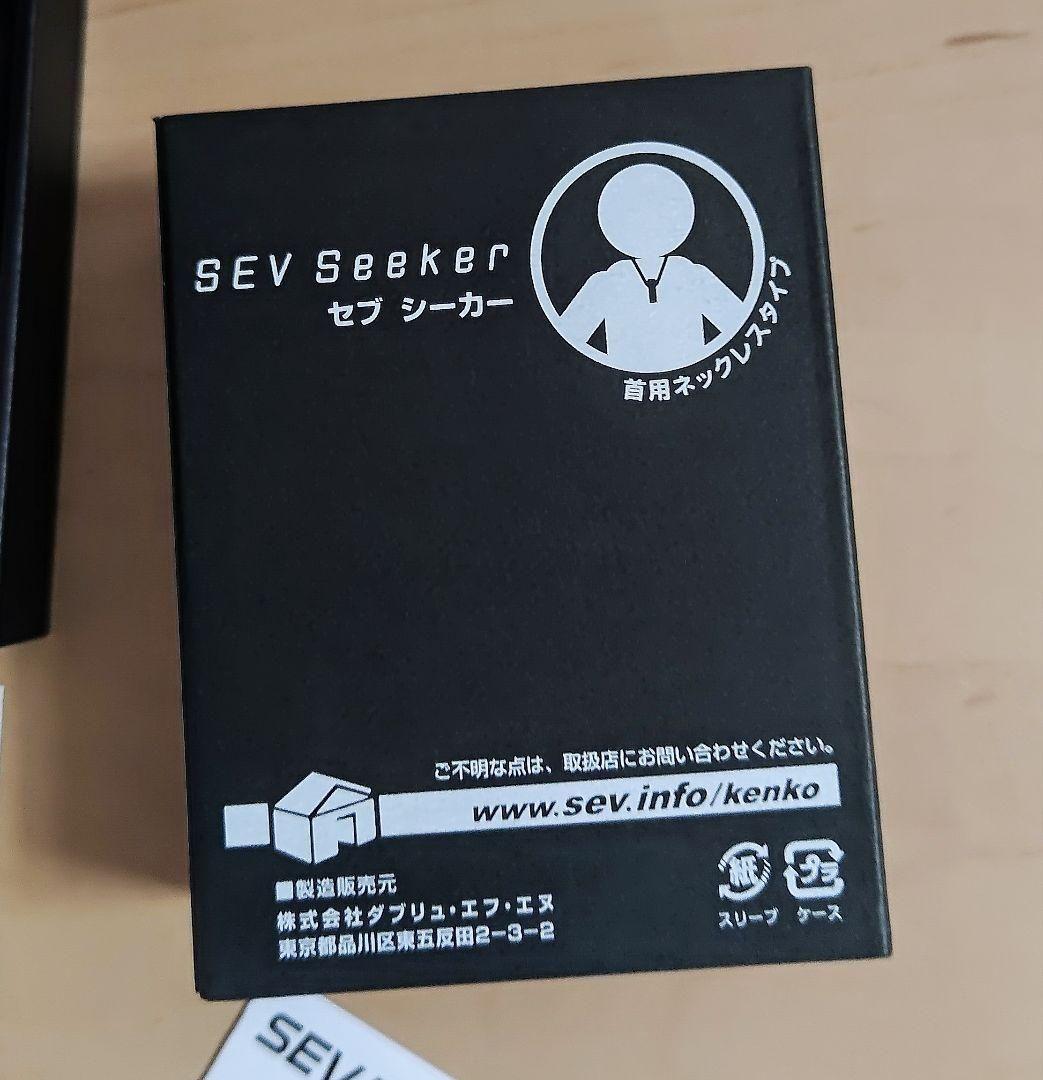 SEV Seeker
セブ シーカー
首用ネックレスタイプ
ご不明な点は、取扱店にお問い合わせください。
www.sev.info/kenko
■製造販売元
株式会社ダブリュ・エフ・エヌ
東京都品川区東五反田2-3-2
紙
スリーブ
プラ
ケース
SEV